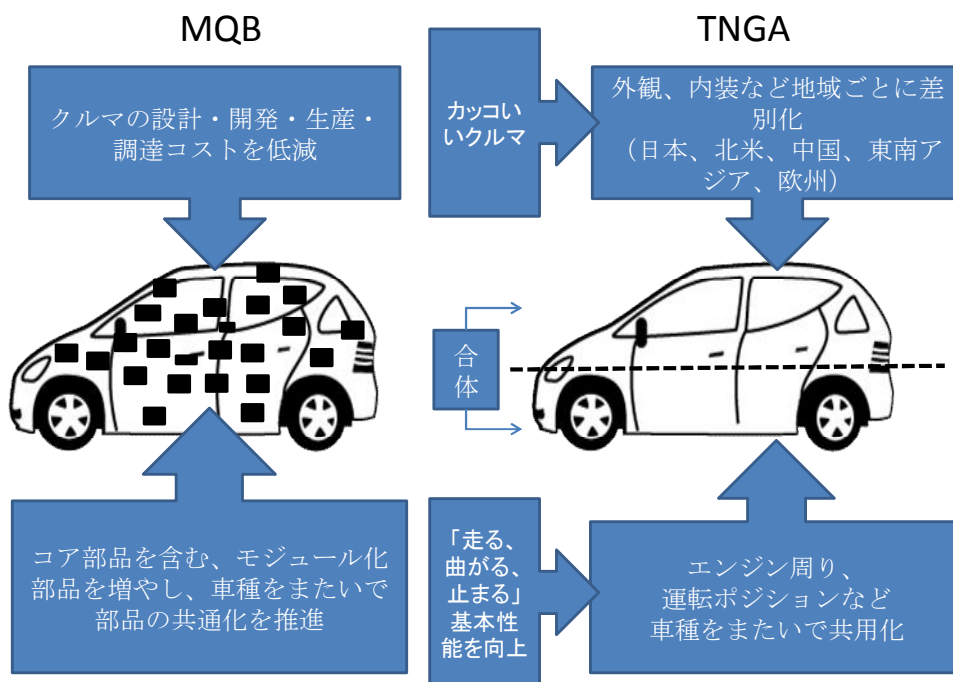 MQB
クルマの設計・開発・生産・
調達コストを低減
コア部品を含む、モジュール化
部品を増やし、車種をまたいで
部品の共通化を推進
TNGA
カッコい
いクルマ
外観、内装など地域ごとに差
別化
（日本、北米、中国、東南ア
ジア、欧州）
合
体
「走る、
曲がる、
止まる」
基本性
能を向上
エンジン周り、
運転ポジションなど
車種をまたいで共用化